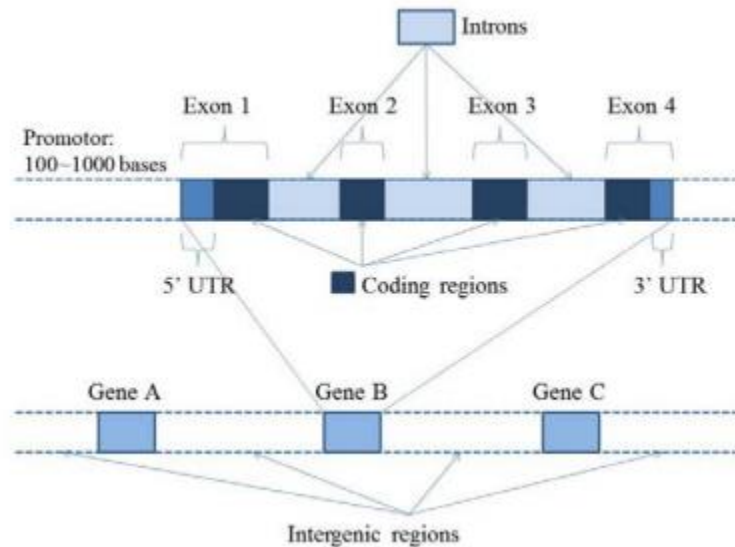 Introns
Exon 1 Exon 2 Exon 3 Exon 4
Promotor:
100–1000 bases
5’ UTR Coding regions 3’ UTR
Gene A Gene B Gene C
Intergenic regions